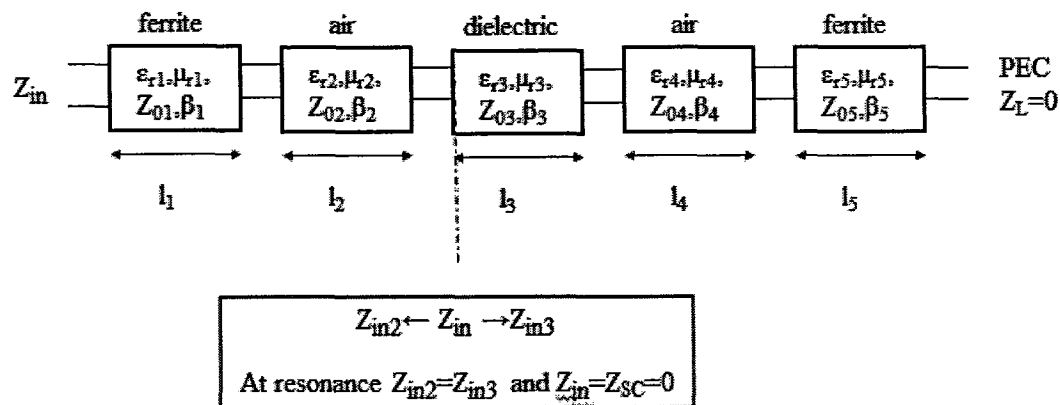 ferrite air dielectric air ferrite
Z_in ε_r1,μ_r1, Z_01,β_1 ε_r2,μ_r2, Z_02,β_2 ε_r3,μ_r3, Z_03,β_3 ε_r4,μ_r4, Z_04,β_4 ε_r5,μ_r5, Z_05,β_5 PEC Z_L=0
l_1 l_2 l_3 l_4 l_5
Z_in2← Z_in →Z_in3
At resonance Z_in2=Z_in3 and Z_in=Z_SC=0